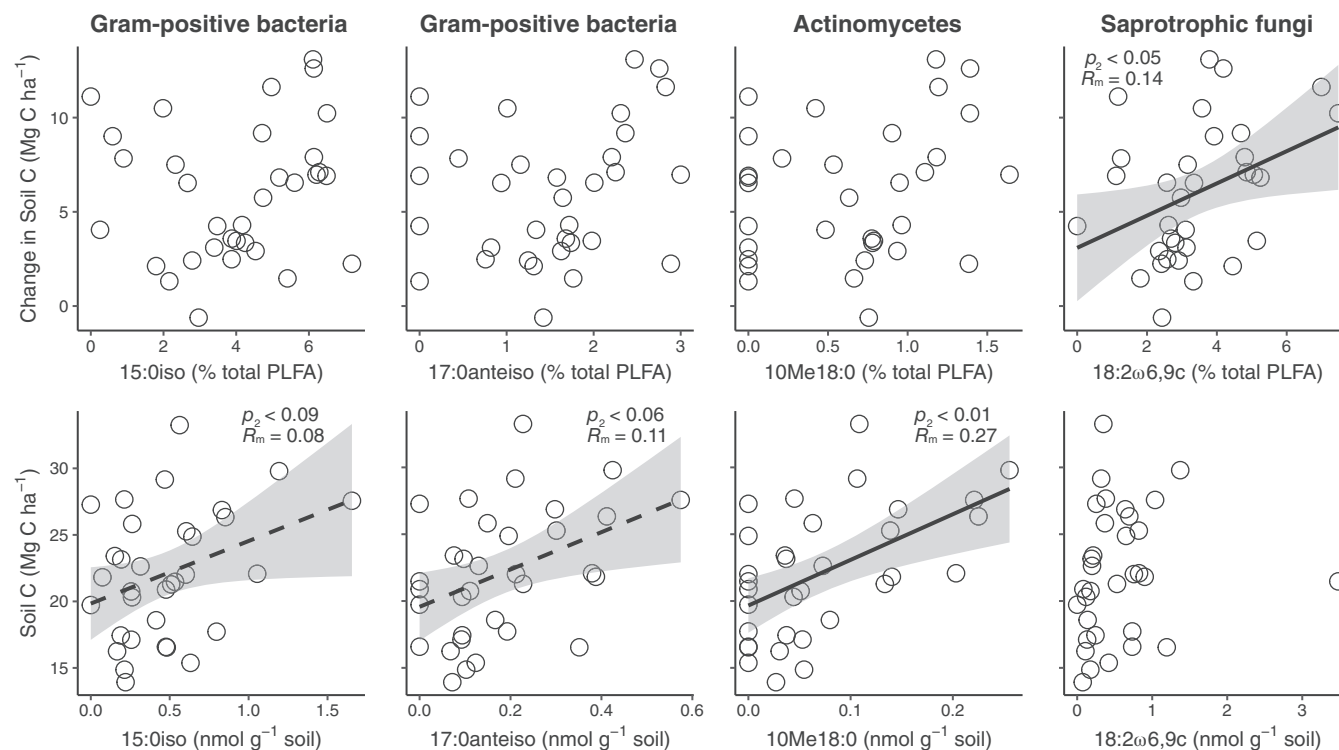 Gram-positive bacteria
Gram-positive bacteria
Actinomycetes
Saprotrophic fungi
Change in Soil C (Mg C ha⁻¹)
10
5
0
0 2 4 6
15:0iso (% total PLFA)
0 1 2 3
17:0anteiso (% total PLFA)
0.0 0.5 1.0 1.5
10Me18:0 (% total PLFA)
p₂ < 0.05
Rₘ = 0.14
0 2 4 6
18:2ω6,9c (% total PLFA)
Soil C (Mg C ha⁻¹)
30
25
20
15
p₂ < 0.09
Rₘ = 0.08
0.0 0.5 1.0 1.5
15:0iso (nmol g⁻¹ soil)
p₂ < 0.06
Rₘ = 0.11
0.0 0.2 0.4 0.6
17:0anteiso (nmol g⁻¹ soil)
p₂ < 0.01
Rₘ = 0.27
0.0 0.1 0.2
10Me18:0 (nmol g⁻¹ soil)
0 1 2 3
18:2ω6,9c (nmol g⁻¹ soil)